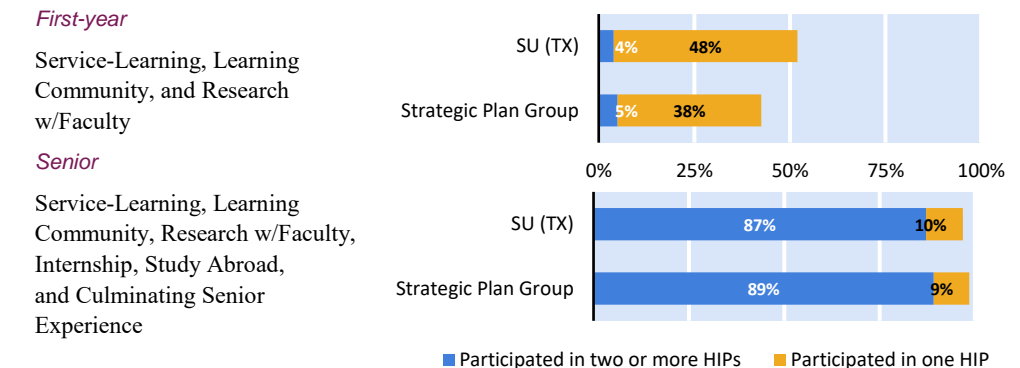 First-year
Service-Learning, Learning
Community, and Research
w/Faculty
SU (TX)
4%
48%
Strategic Plan Group
5%
38%
0%
25%
50%
75%
100%
Senior
Service-Learning, Learning
Community, Research w/Faculty,
Internship, Study Abroad,
and Culminating Senior
Experience
SU (TX)
87%
10%
Strategic Plan Group
89%
9%
Participated in two or more HIPs
Participated in one HIP